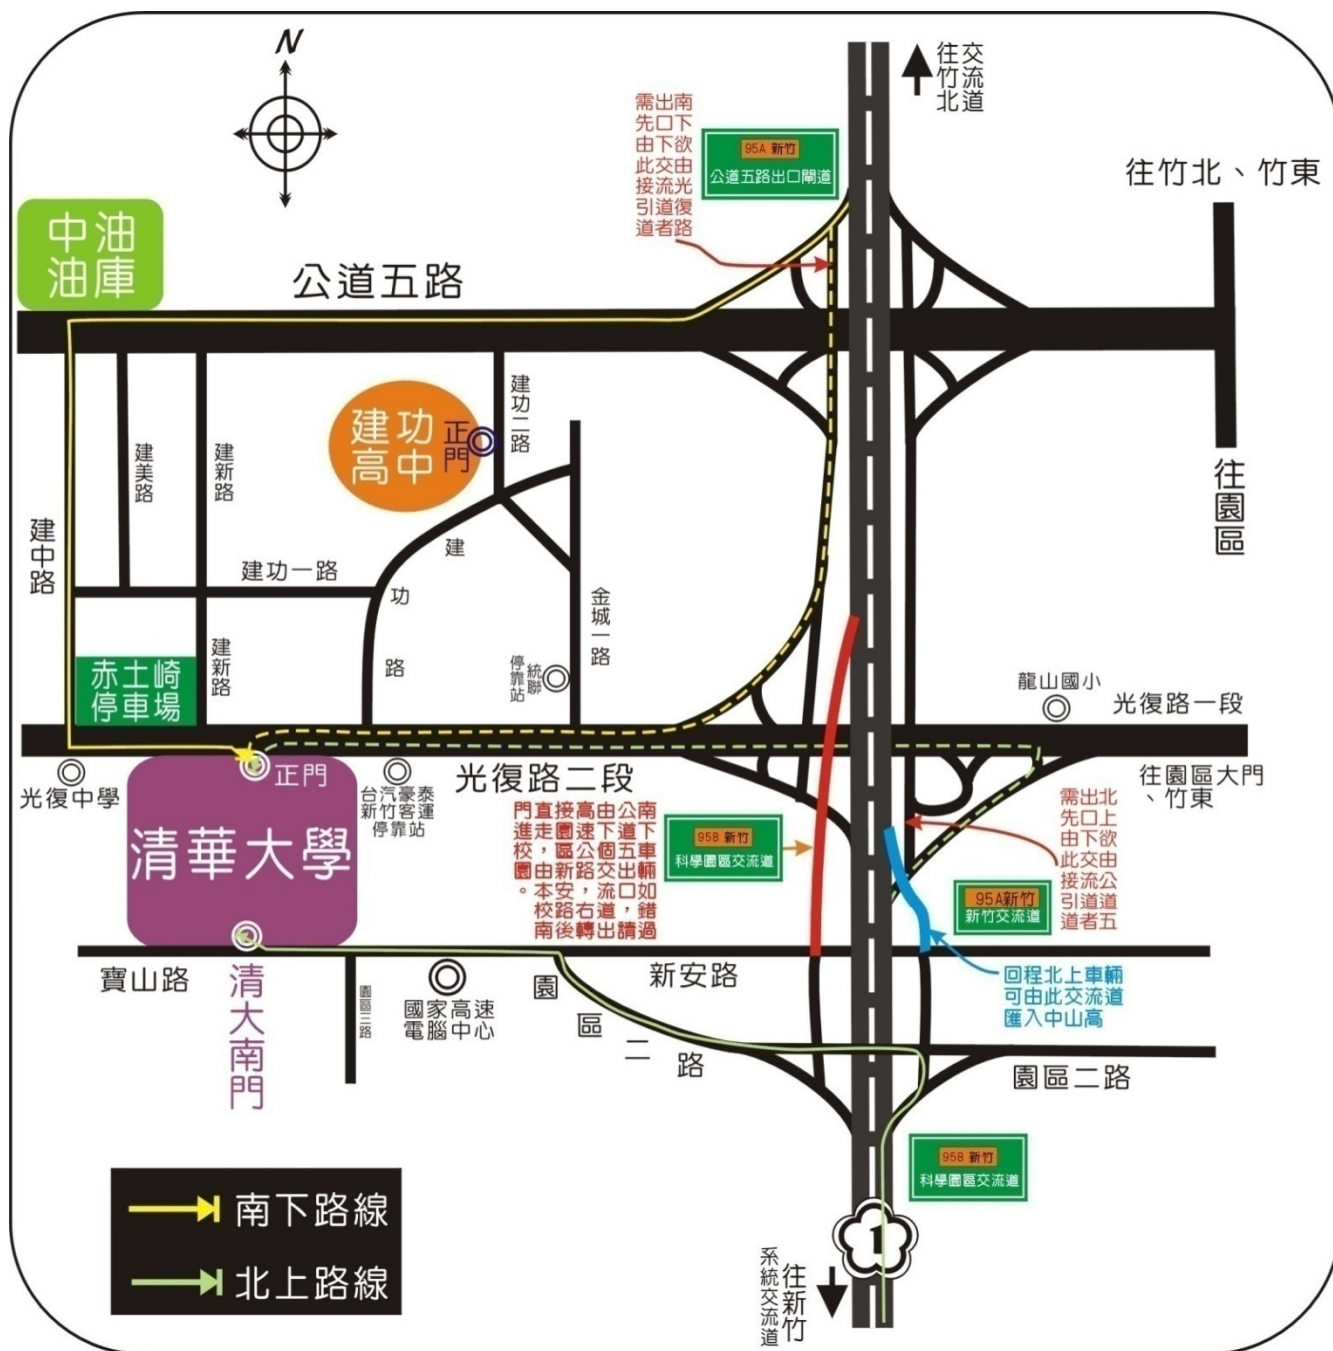 N
往竹北
交流道
南下欲由光復路
出口下交流道者
需先由此接引道
95A 新竹
公道五路出口閘道
往竹北、竹東
中油
油庫
公道五路
建功
高中
正門
建功二路
建美路
建新路
往園區
建中路
建功一路
建功路
金城一路
赤土崎
停車場
建新路
統聯
停靠站
龍山國小
光復路一段
正門
光復中學
台汽豪泰
新竹客運
停靠站
光復路二段
往園區大門
、竹東
清華大學
南下車輛如錯過
公道五出口，請
由下個交流道出
高速公路，右轉
接園區新安路後
直走，由本校南
門進校園。
95B 新竹
科學園區交流道
北上欲由公道五
出口下交流道者
需先由此接引道
95A新竹
新竹交流道
寶山路
清大南門
園區三路
國家高速
電腦中心
園區二路
新安路
回程北上車輛
可由此交流道
匯入中山高
園區二路
95B 新竹
科學園區交流道
南下路線
北上路線
1
往新竹
系統交流道